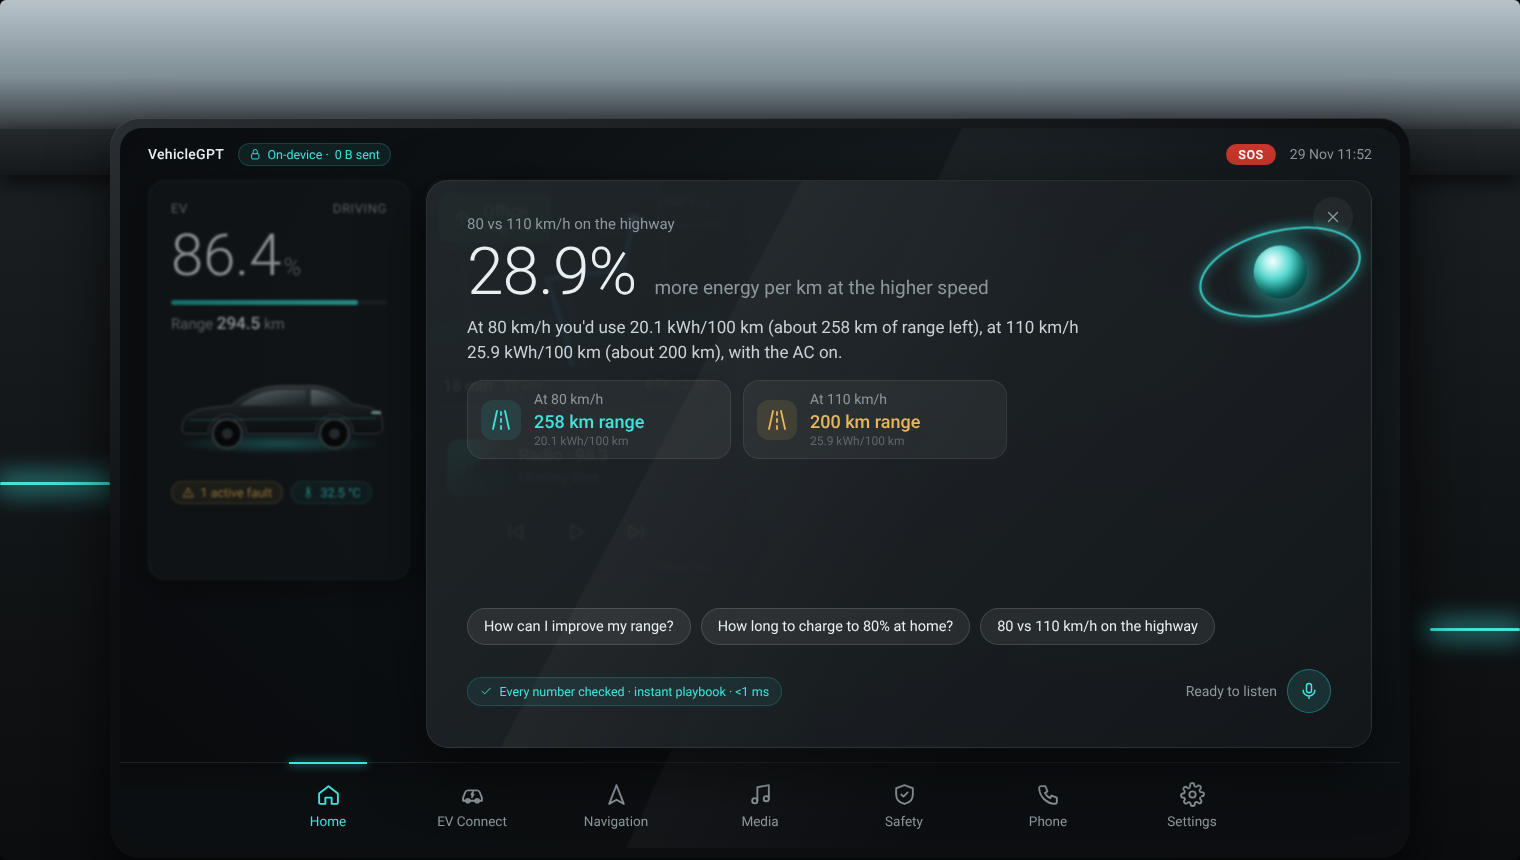 VehicleGPT
On-device · 0 B sent
SOS
29 Nov 11:52
EV
DRIVING
86.4%
Range 294.5 km
1 active fault
32.5 °C
80 vs 110 km/h on the highway
28.9% more energy per km at the higher speed
At 80 km/h you'd use 20.1 kWh/100 km (about 258 km of range left), at 110 km/h
25.9 kWh/100 km (about 200 km), with the AC on.
At 80 km/h
258 km range
20.1 kWh/100 km
At 110 km/h
200 km range
25.9 kWh/100 km
How can I improve my range?
How long to charge to 80% at home?
80 vs 110 km/h on the highway
Every number checked · instant playbook · <1 ms
Ready to listen
Home
EV Connect
Navigation
Media
Safety
Phone
Settings